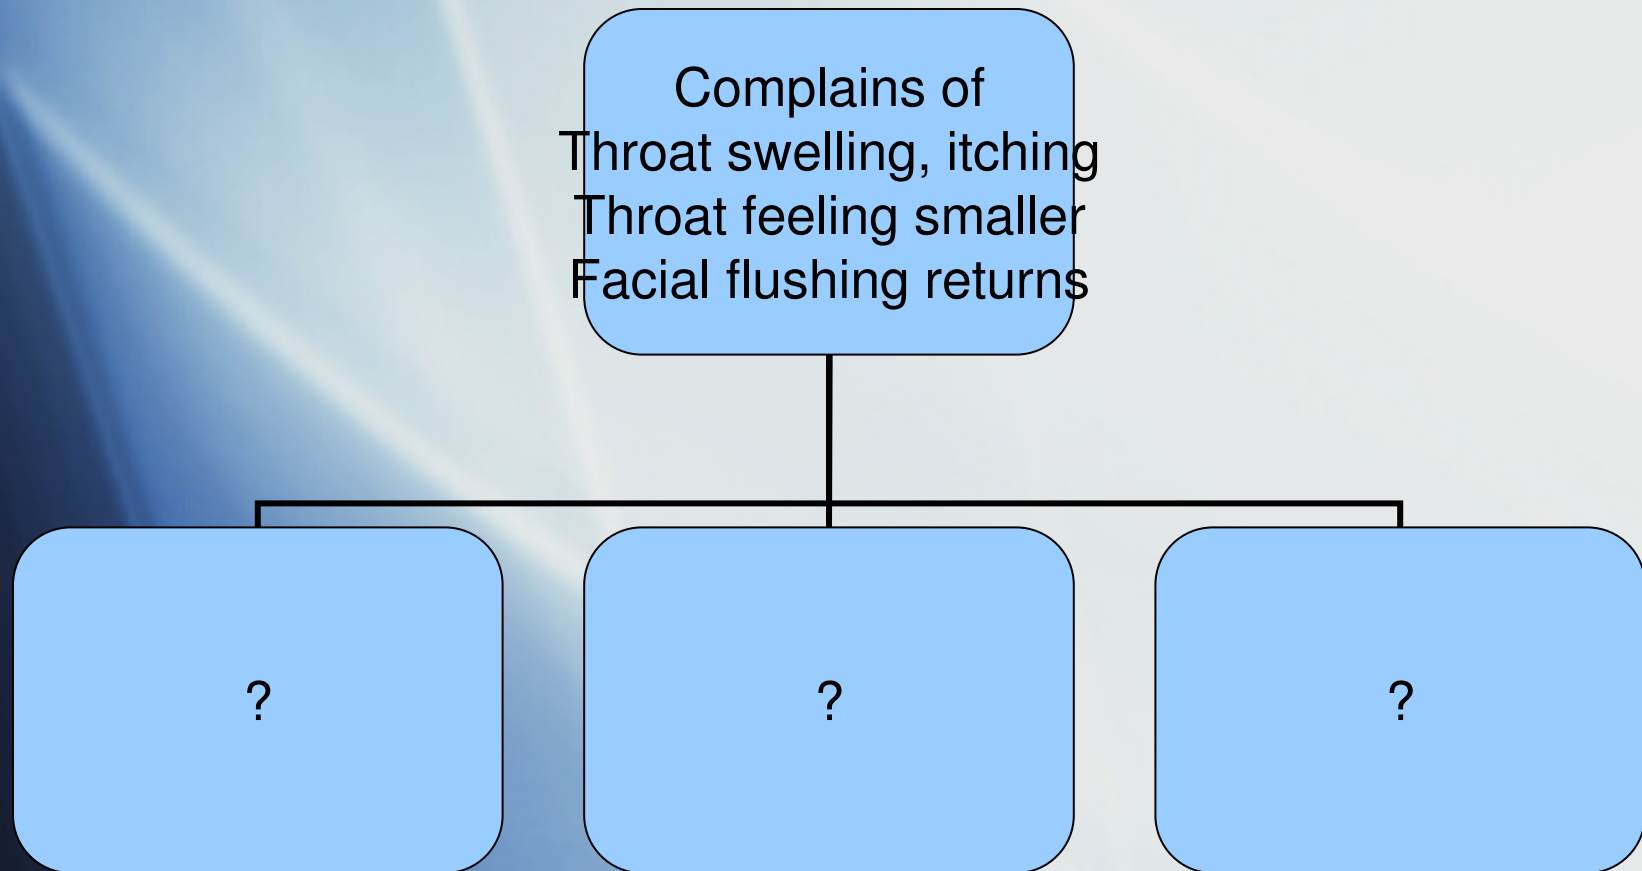 Complains of
Throat swelling, itching
Throat feeling smaller
Facial flushing returns
?
?
?